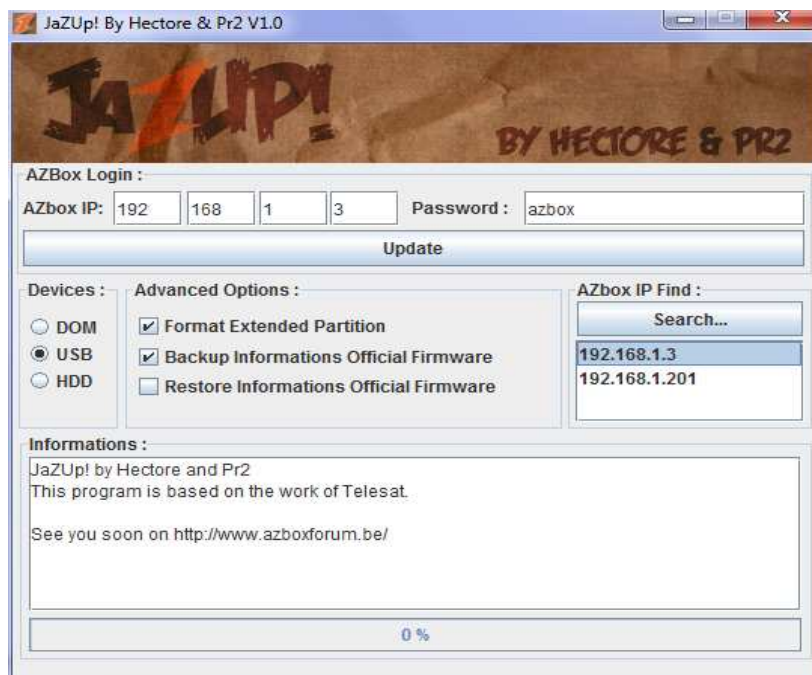 JaZUp! By Hectore & Pr2 V1.0
JAZUP!
BY HECTORE & PR2
AZBox Login :
AZbox IP: 192 168 1 3 Password : azbox
Update
Devices :
DOM
USB
HDD
Advanced Options :
Format Extended Partition
Backup Informations Official Firmware
Restore Informations Official Firmware
AZbox IP Find :
Search...
192.168.1.3
192.168.1.201
Informations :
JaZUp! by Hectore and Pr2
This program is based on the work of Telesat.
See you soon on http://www.azboxforum.be/
0 %